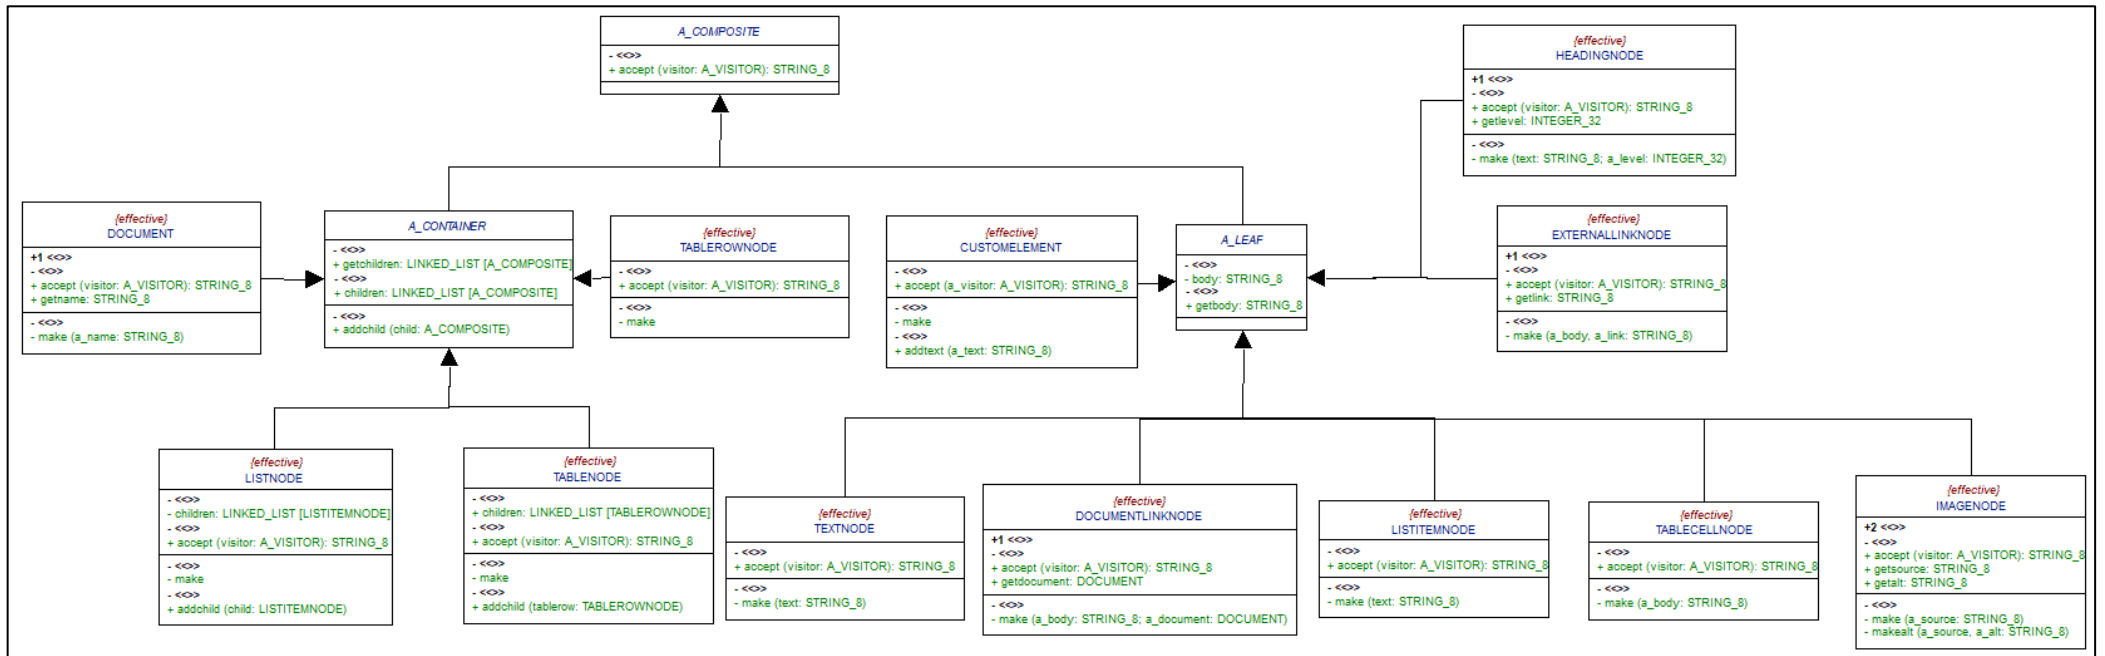 A_COMPOSITE
- <<>>
+ accept (visitor: A_VISITOR): STRING_8
{effective}
HEADINGNODE
+1 <<>>
- <<>>
+ accept (visitor: A_VISITOR): STRING_8
+ getlevel: INTEGER_32
- <<>>
- make (text: STRING_8; a_level: INTEGER_32)
{effective}
DOCUMENT
+1 <<>>
- <<>>
+ accept (visitor: A_VISITOR): STRING_8
+ getname: STRING_8
- <<>>
- make (a_name: STRING_8)
A_CONTAINER
- <<>>
+ getchildren: LINKED_LIST [A_COMPOSITE]
- <<>>
+ children: LINKED_LIST [A_COMPOSITE]
- <<>>
+ addchild (child: A_COMPOSITE)
{effective}
TABLEROWNODE
- <<>>
+ accept (visitor: A_VISITOR): STRING_8
- <<>>
- make
{effective}
CUSTOMELEMENT
- <<>>
+ accept (a_visitor: A_VISITOR): STRING_8
- <<>>
- make
- <<>>
+ addtext (a_text: STRING_8)
A_LEAF
- <<>>
- body: STRING_8
- <<>>
+ getbody: STRING_8
{effective}
EXTERNALLINKNODE
+1 <<>>
- <<>>
+ accept (visitor: A_VISITOR): STRING_8
+ getlink: STRING_8
- <<>>
- make (a_body, a_link: STRING_8)
{effective}
LISTNODE
- <<>>
- children: LINKED_LIST [LISTITEMNODE]
- <<>>
+ accept (visitor: A_VISITOR): STRING_8
- <<>>
- make
- <<>>
+ addchild (child: LISTITEMNODE)
{effective}
TABLENODE
- <<>>
+ children: LINKED_LIST [TABLEROWNODE]
- <<>>
+ accept (visitor: A_VISITOR): STRING_8
- <<>>
- make
- <<>>
+ addchild (tablerow: TABLEROWNODE)
{effective}
TEXTNODE
- <<>>
+ accept (visitor: A_VISITOR): STRING_8
- <<>>
- make (text: STRING_8)
{effective}
DOCUMENTLINKNODE
+1 <<>>
- <<>>
+ accept (visitor: A_VISITOR): STRING_8
+ getdocument: DOCUMENT
- <<>>
- make (a_body: STRING_8; a_document: DOCUMENT)
{effective}
LISTITEMNODE
- <<>>
+ accept (visitor: A_VISITOR): STRING_8
- <<>>
- make (text: STRING_8)
{effective}
TABLECELLNODE
- <<>>
+ accept (visitor: A_VISITOR): STRING_8
- <<>>
- make (a_body: STRING_8)
{effective}
IMAGENODE
+2 <<>>
- <<>>
+ accept (visitor: A_VISITOR): STRING_8
+ getsource: STRING_8
+ getalt: STRING_8
- <<>>
- make (a_source: STRING_8)
- makealt (a_source, a_alt: STRING_8)